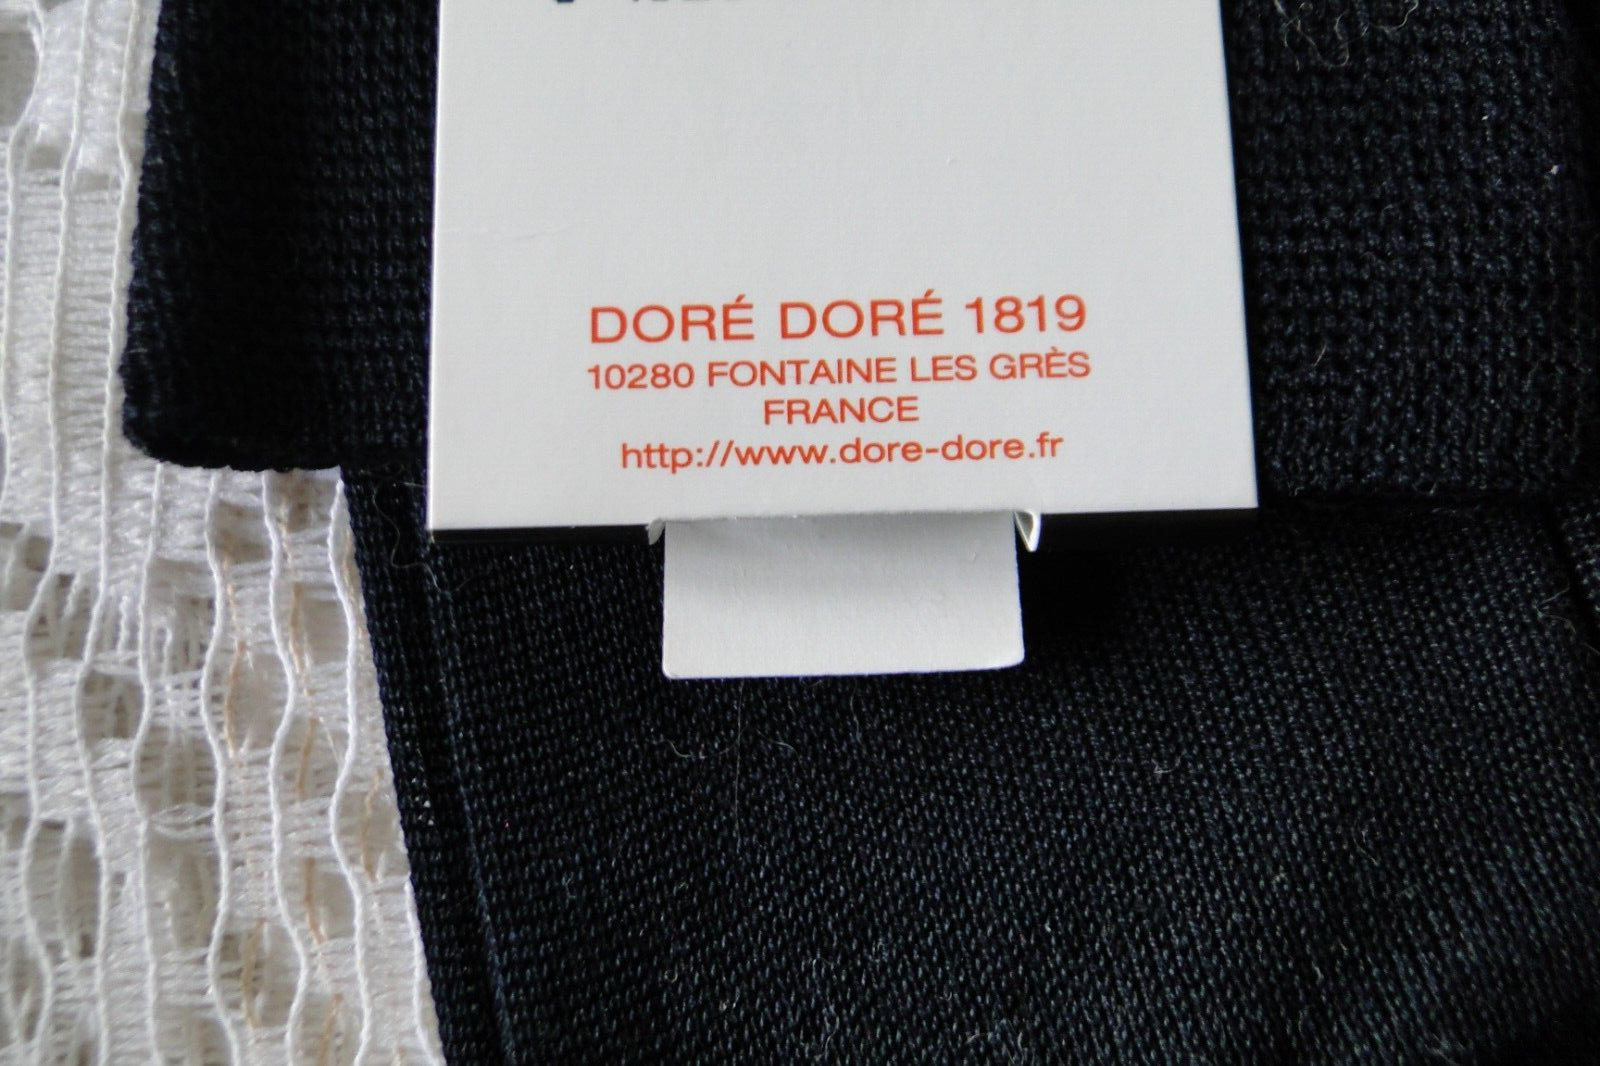 DORÉ DORÉ 1819
10280 FONTAINE LES GRÈS
FRANCE
http://www.dore-dore.fr